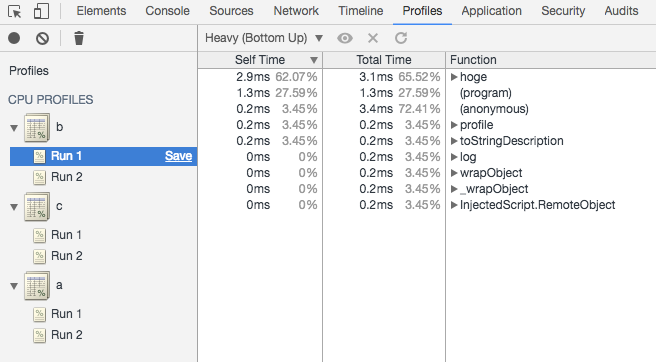 Elements Console Sources Network Timeline Profiles Application Security Audits
Heavy (Bottom Up) ▼
Profiles
CPU PROFILES
b
Run 1 Save
Run 2
c
Run 1
Run 2
a
Run 1
Run 2
Self Time ▼ Total Time Function
2.9ms 62.07% 3.1ms 65.52% hoge
1.3ms 27.59% 1.3ms 27.59% (program)
0.2ms 3.45% 3.4ms 72.41% (anonymous)
0.2ms 3.45% 0.2ms 3.45% profile
0.2ms 3.45% 0.2ms 3.45% toStringDescription
0ms 0% 0.2ms 3.45% log
0ms 0% 0.2ms 3.45% wrapObject
0ms 0% 0.2ms 3.45% _wrapObject
0ms 0% 0.2ms 3.45% InjectedScript.RemoteObject